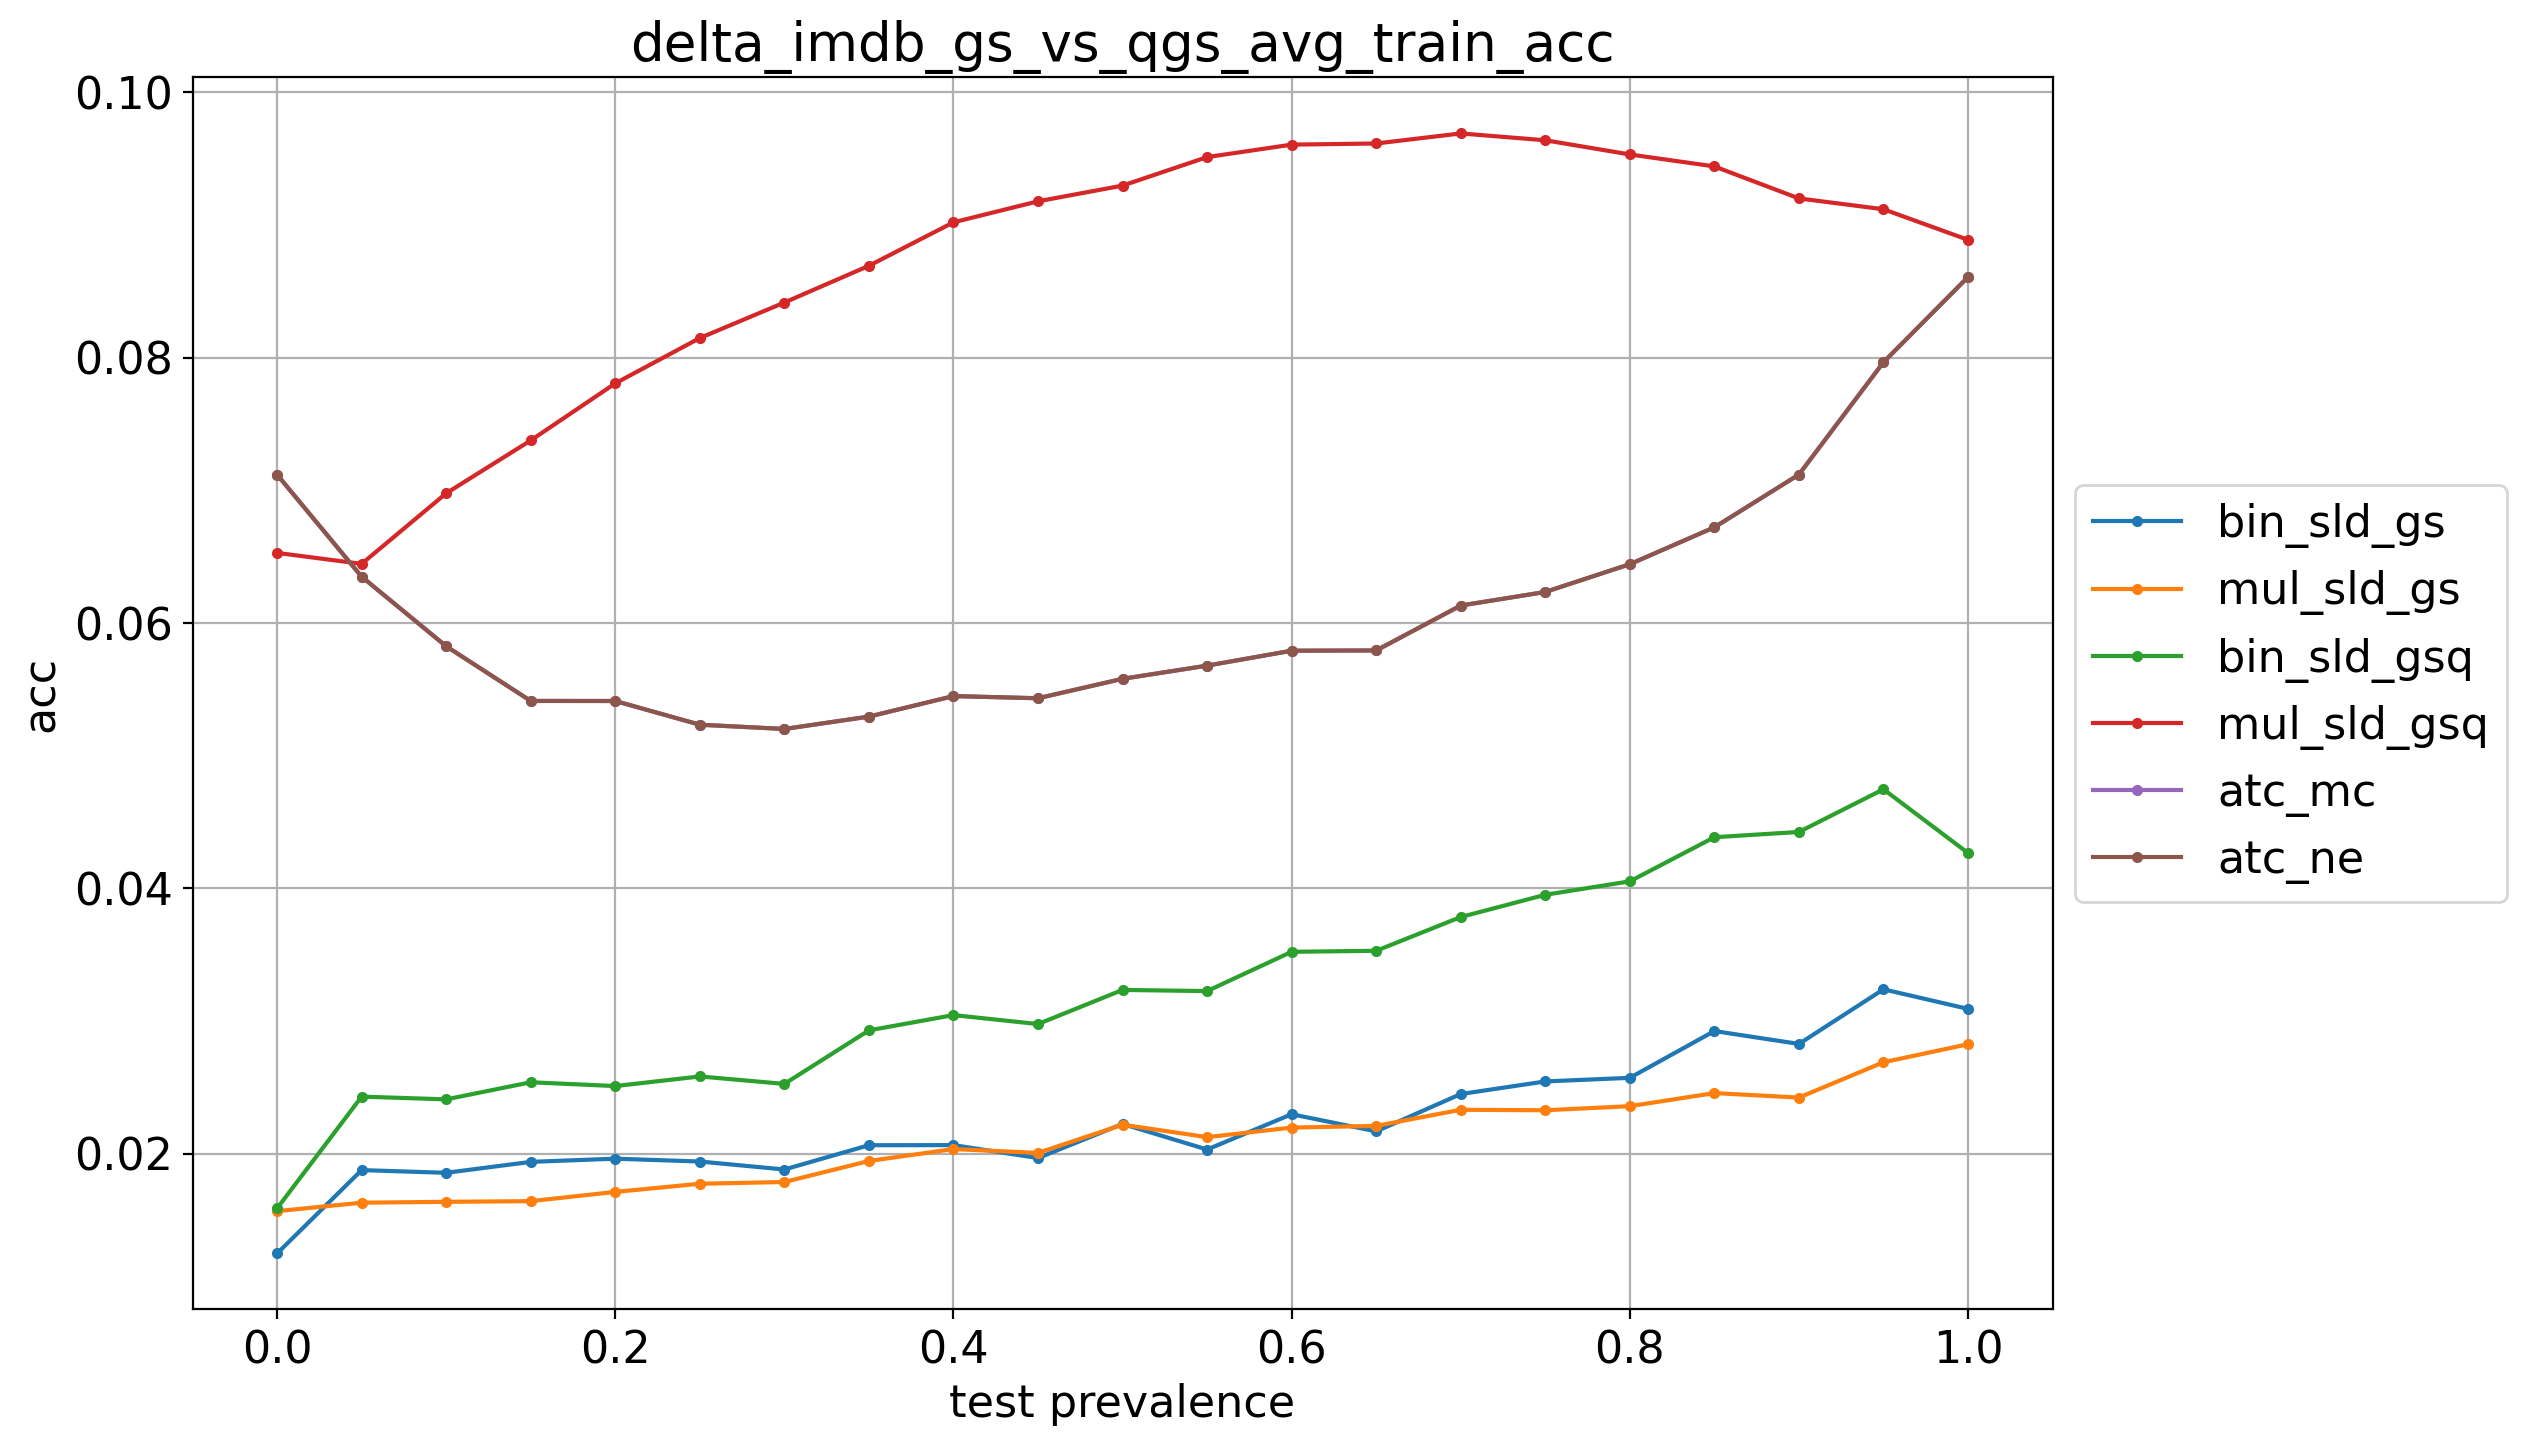 delta_imdb_gs_vs_qgs_avg_train_acc
0.10
0.08
0.06
0.04
0.02
acc
0.0 0.2 0.4 0.6 0.8 1.0
test prevalence
bin_sld_gs
mul_sld_gs
bin_sld_gsq
mul_sld_gsq
atc_mc
atc_ne